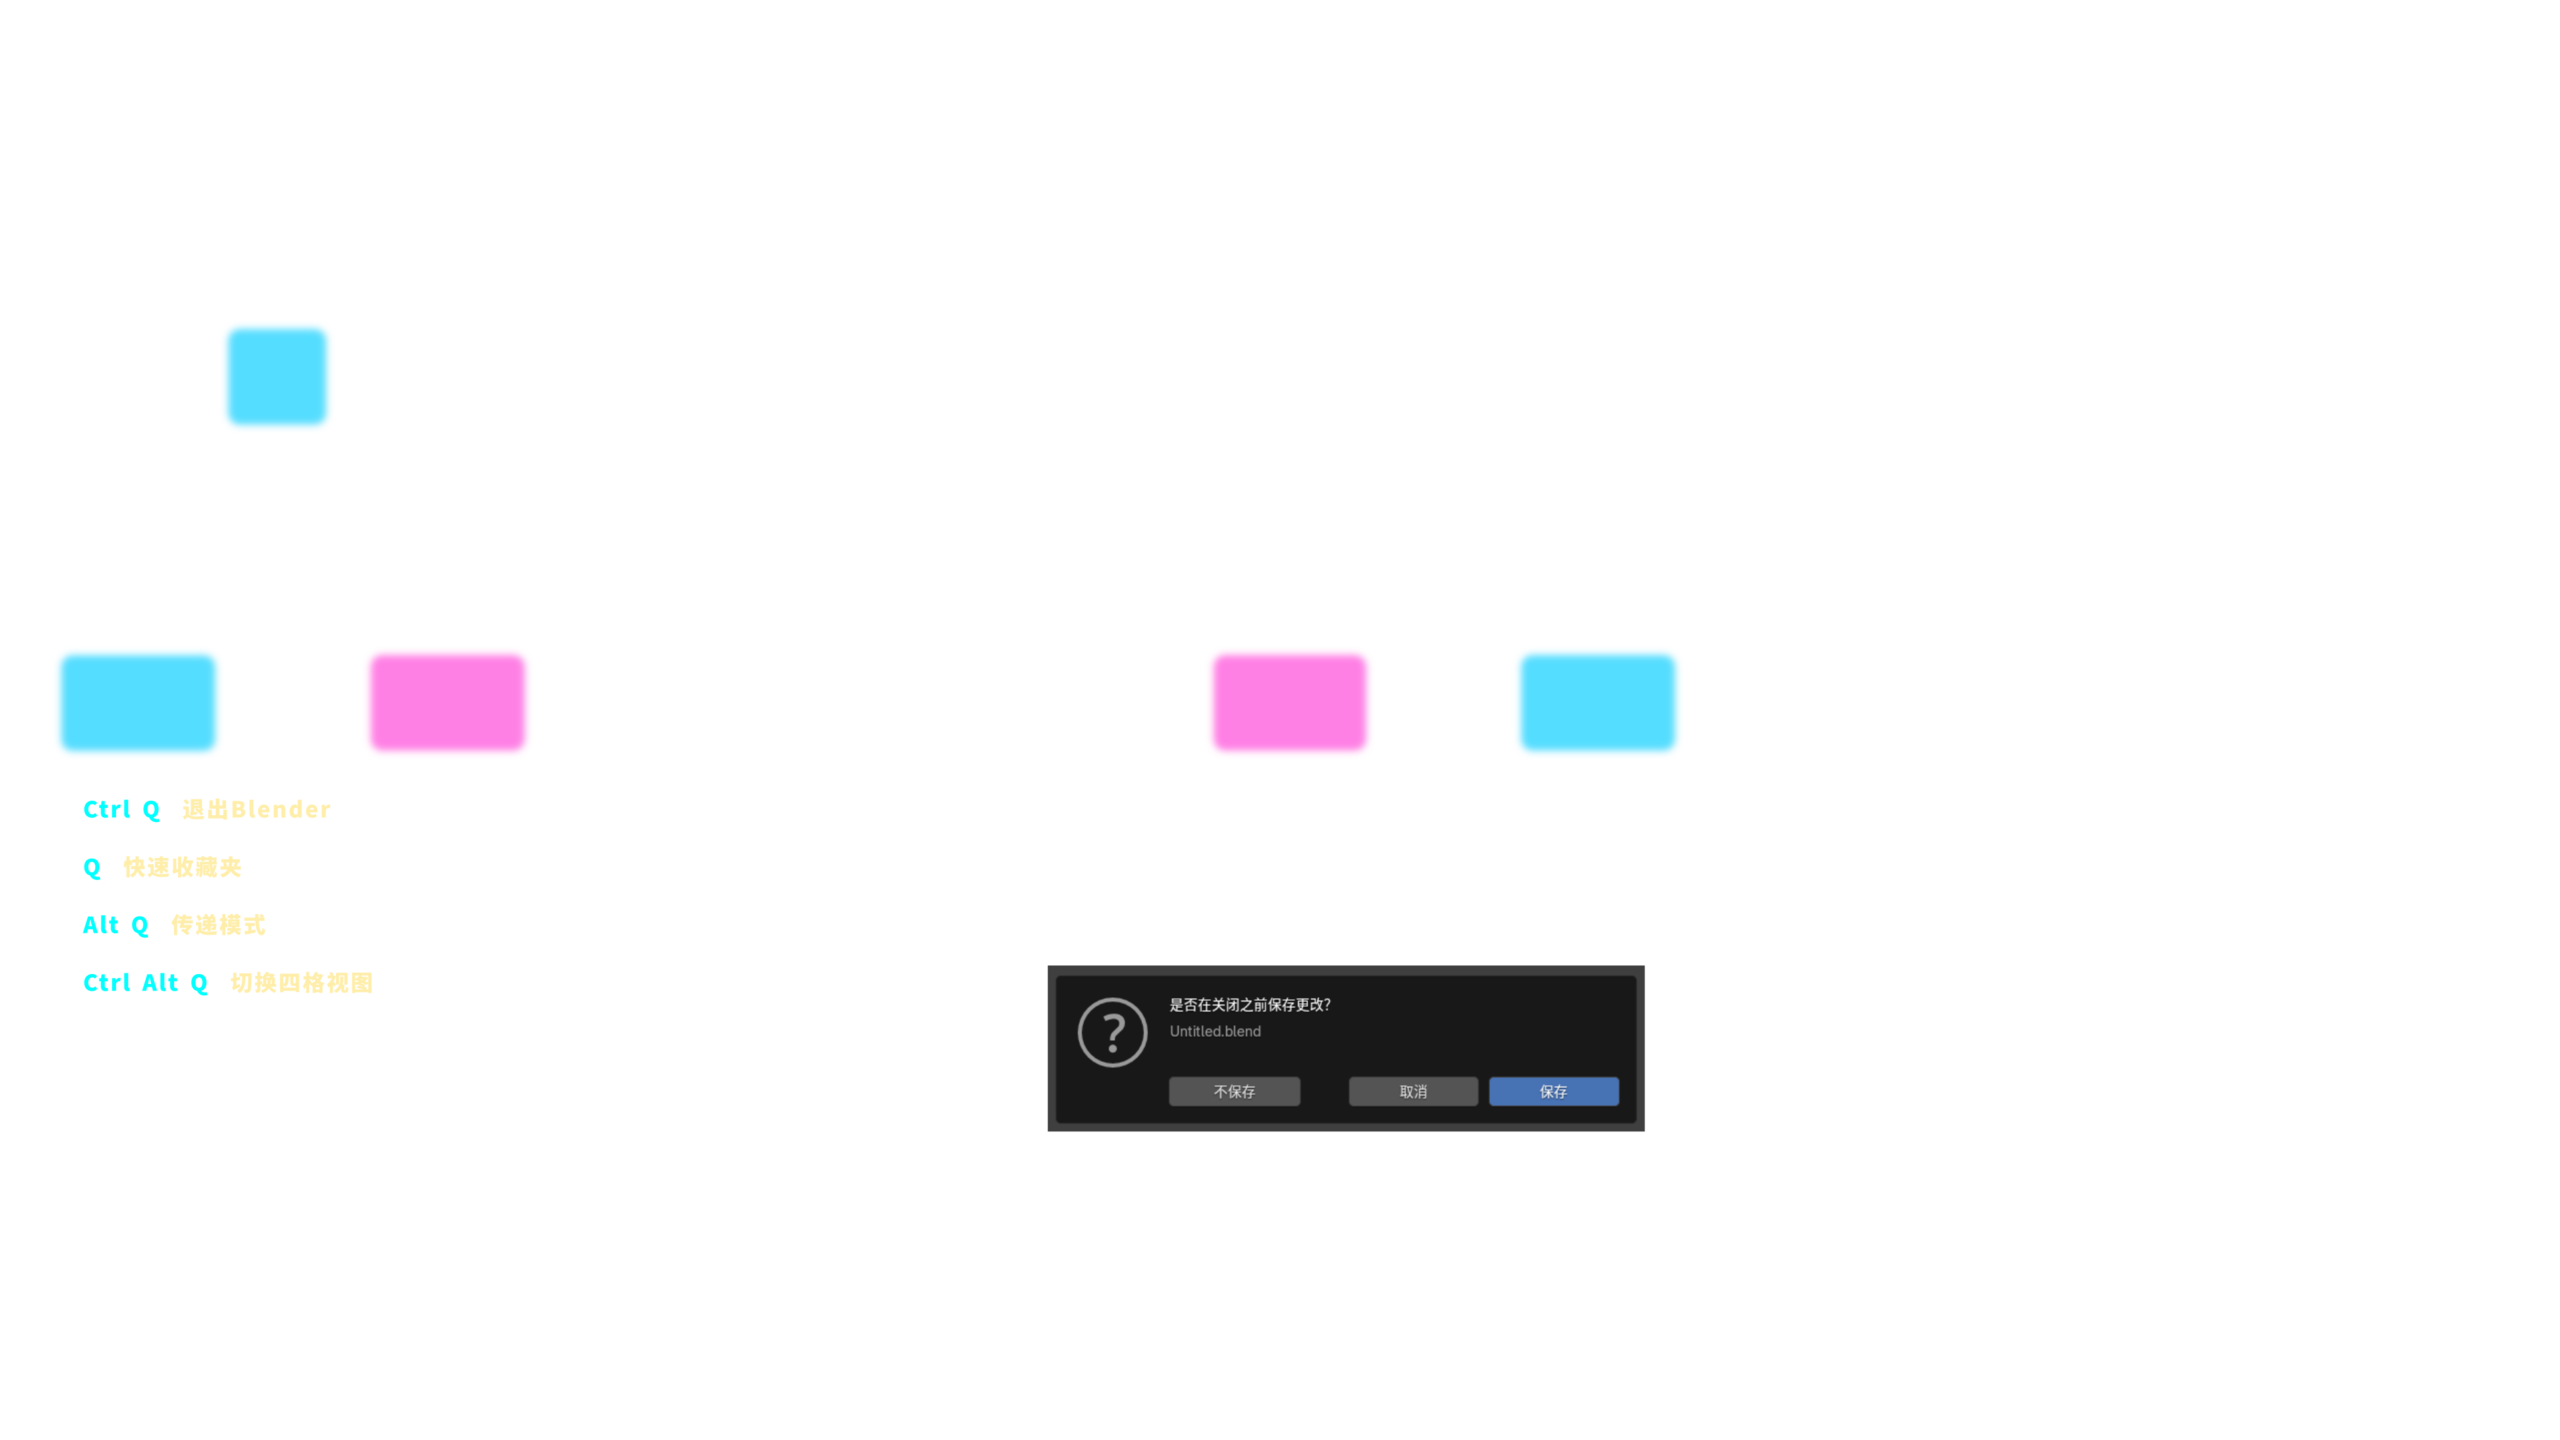 Ctrl Q 退出Blender
Q 快速收藏夹
Alt Q 传递模式
Ctrl Alt Q 切换四格视图
是否在关闭之前保存更改?
Untitled.blend
不保存 取消 保存